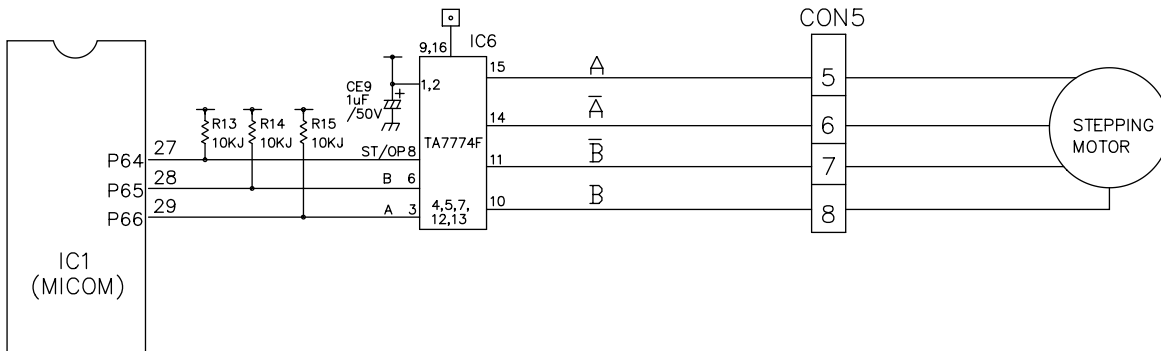 CON5
9,16
IC6
15
A
5
1,2
CE9
1uF
/50V
+
14
A̅
6
R13
10KJ
R14
10KJ
R15
10KJ
TA7774F
STEPPING
MOTOR
P64
27
ST/OP
8
11
B̅
7
P65
28
B
6
P66
29
A
3
4,5,7,
12,13
10
B
8
IC1
(MICOM)